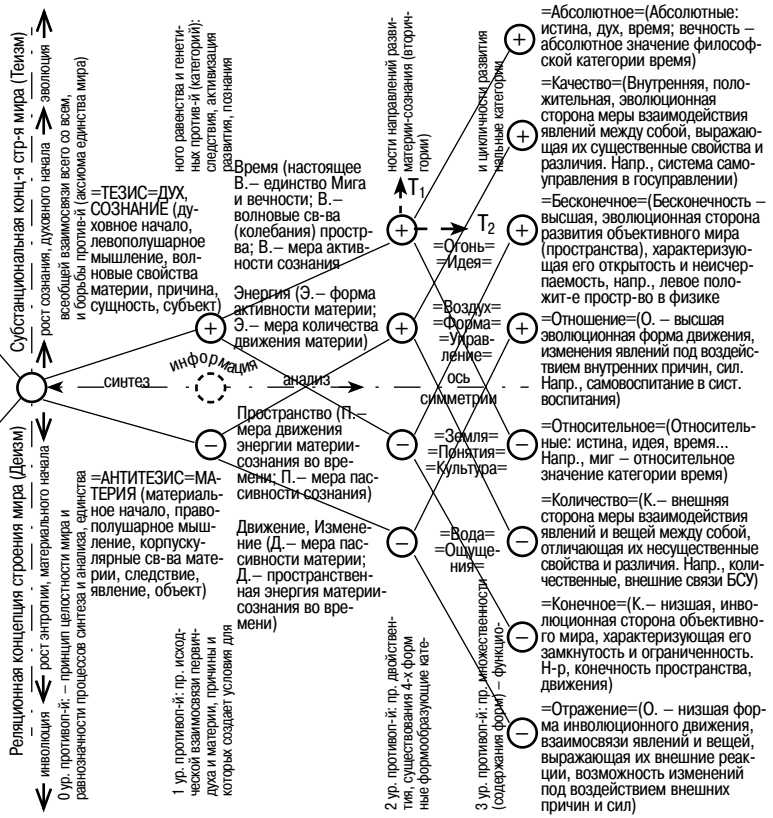 Субстанциональная конц-я стр-я мира (Теизм)
Реляционная концепция строения мира (Деизм)
рост сознания, духовного начала
эволюция
инволюция
рост энтропии, материального начала
0 ур. противоп-й: – принцип целостности мира и всеобщей взаимосвязи всего со всем,
равнозначности процессов синтеза и анализа, единства и борьбы против-й (аксиома единства мира)
=ТЕЗИС=ДУХ,
СОЗНАНИЕ (ду-
ховное начало,
левополушарное
мышление, вол-
новые свойства
материи, причина,
сущность, субъект)
+
синтез
информация
анализ
ось
симметрии
–
=АНТИТЕЗИС=МА-
ТЕРИЯ (материаль-
ное начало, право-
полушарное мыш-
ление, корпуску-
лярные св-ва мате-
рии, следствие,
явление, объект)
1 ур. противоп-й: пр. исход-
ного равенства и генети-
ческой взаимосвязи первич-
ных против-й (категорий):
духа и материи, причины и
следствия, активизация
которых создает условия для
развития, познания
Время (настоящее
В.– единство Мига
и вечности; В.–
волновые св-ва
(колебания) простр-
ва; В.– мера актив-
ности сознания
Энергия (Э.– форма
активности материи;
Э.– мера количества
движения материи)
Пространство (П.–
мера движения
энергии материи-
сознания во вре-
мени; П.– мера пас-
сивности сознания)
Движение, Измене-
ние (Д.– мера пас-
сивности материи;
Д.– пространствен-
ная энергия материи-
сознания во вре-
мени)
2 ур. противоп-й: пр. двойствен-
ности направлений разви-
тия, существования 4-х форм
материи-сознания (вторич-
ные формообразующие кате-
гории)
T1
T2
+
=Огонь=
=Идея=
+
=Воздух=
=Форма=
=Управ-
ление=
–
=Земля=
=Понятия=
=Культура=
–
=Вода=
=Ощуще-
ния=
3 ур. противоп-й: пр. множественности
и цикличности развития
(содержания форм) – функцио-
нальные категории
+
=Абсолютное=(Абсолютные:
истина, дух, время; вечность –
абсолютное значение философ-
ской категории время)
+
=Качество=(Внутренняя, поло-
жительная, эволюционная
сторона меры взаимодействия
явлений между собой, выражаю-
щая их существенные свойства и
различия. Напр., система само-
управления в госуправлении)
+
=Бесконечное=(Бесконечность –
высшая, эволюционная сторона
развития объективного мира
(пространства), характеризую-
щая его открытость и неисчер-
паемость, напр., левое поло-
жит-е простр-во в физике
+
=Отношение=(О. – высшая
эволюционная форма движения,
изменения явлений под воздейс-
твием внутренних причин, сил.
Напр., самовоспитание в сист.
воспитания)
–
=Относительное=(Относитель-
ные: истина, идея, время...
Напр., миг – относительное
значение категории время)
–
=Количество=(К.– внешняя
сторона меры взаимодействия
явлений и вещей между собой,
отличающая их несущественные
свойства и различия. Напр., коли-
чественные, внешние связи БСУ)
–
=Конечное=(К.– низшая, инво-
люционная сторона объективно-
го мира, характеризующая его
замкнутость и ограниченность.
Н-р, конечность пространства,
движения)
–
=Отражение=(О. – низшая фор-
ма инволюционного движения,
взаимосвязи явлений и вещей,
выражающая их внешние реак-
ции, возможность изменений
под воздействием внешних
причин и сил)